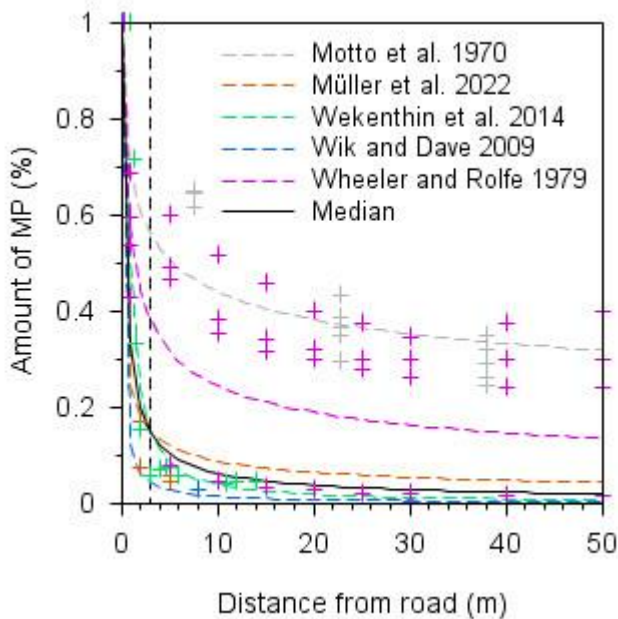 Amount of MP (%)
1
0.8
0.6
0.4
0.2
0
Motto et al. 1970
Müller et al. 2022
Wekenthin et al. 2014
Wik and Dave 2009
Wheeler and Rolfe 1979
Median
0 10 20 30 40 50
Distance from road (m)